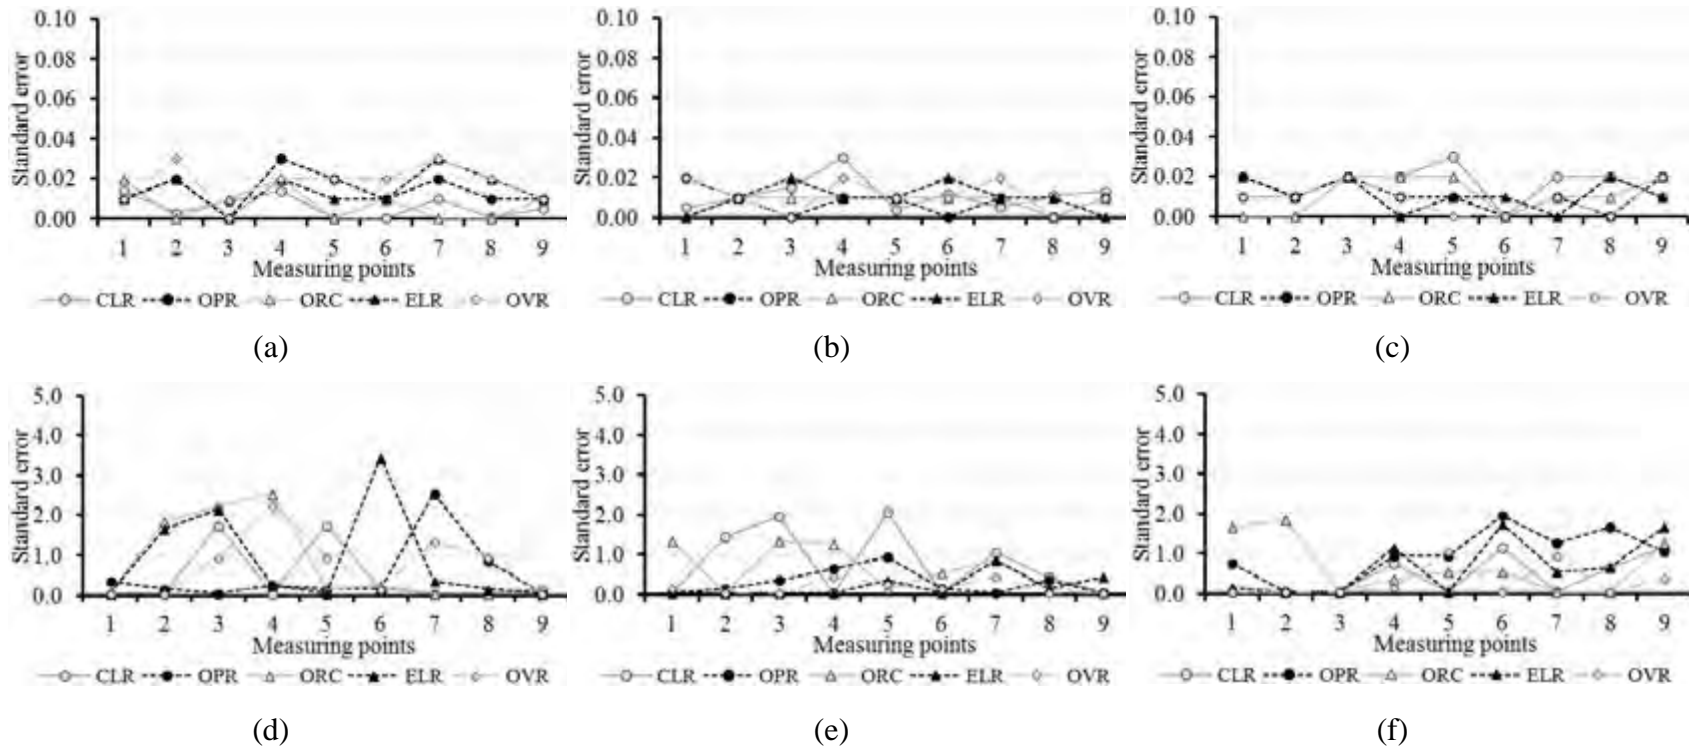 Standard error
0.10
0.08
0.06
0.04
0.02
0.00
1 2 3 4 5 6 7 8 9
Measuring points
CLR OPR ORC ELR OVR
(a)
Standard error
0.10
0.08
0.06
0.04
0.02
0.00
1 2 3 4 5 6 7 8 9
Measuring points
CLR OPR ORC ELR OVR
(b)
Standard error
0.10
0.08
0.06
0.04
0.02
0.00
1 2 3 4 5 6 7 8 9
Measuring points
CLR OPR ORC ELR OVR
(c)
Standard error
5.0
4.0
3.0
2.0
1.0
0.0
1 2 3 4 5 6 7 8 9
Measuring points
CLR OPR ORC ELR OVR
(d)
Standard error
5.0
4.0
3.0
2.0
1.0
0.0
1 2 3 4 5 6 7 8 9
Measuring points
CLR OPR ORC ELR OVR
(e)
Standard error
5.0
4.0
3.0
2.0
1.0
0.0
1 2 3 4 5 6 7 8 9
Measuring points
CLR OPR ORC ELR OVR
(f)